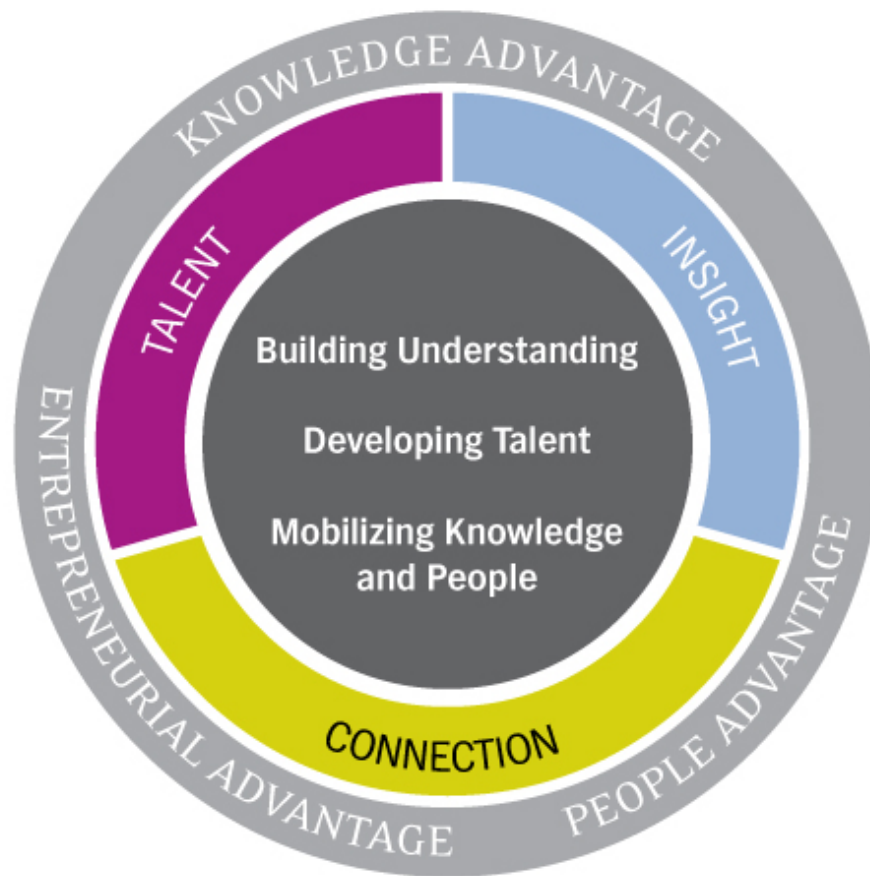 KNOWLEDGE ADVANTAGE
TALENT
INSIGHT
Building Understanding
Developing Talent
Mobilizing Knowledge
and People
CONNECTION
ENTREPRENEURIAL ADVANTAGE
PEOPLE ADVANTAGE